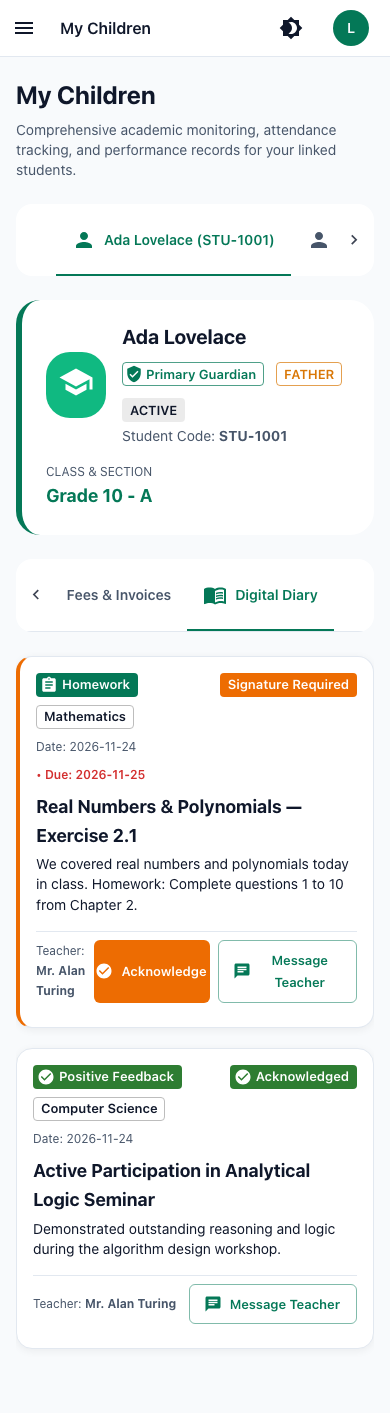 My Children
L
My Children
Comprehensive academic monitoring, attendance
tracking, and performance records for your linked
students.
Ada Lovelace (STU-1001)
Ada Lovelace
Primary Guardian
FATHER
ACTIVE
Student Code: STU-1001
CLASS & SECTION
Grade 10 - A
Fees & Invoices
Digital Diary
Homework
Signature Required
Mathematics
Date: 2026-11-24
• Due: 2026-11-25
Real Numbers & Polynomials —
Exercise 2.1
We covered real numbers and polynomials today
in class. Homework: Complete questions 1 to 10
from Chapter 2.
Teacher:
Mr. Alan
Turing
Acknowledge
Message
Teacher
Positive Feedback
Acknowledged
Computer Science
Date: 2026-11-24
Active Participation in Analytical
Logic Seminar
Demonstrated outstanding reasoning and logic
during the algorithm design workshop.
Teacher: Mr. Alan Turing
Message Teacher